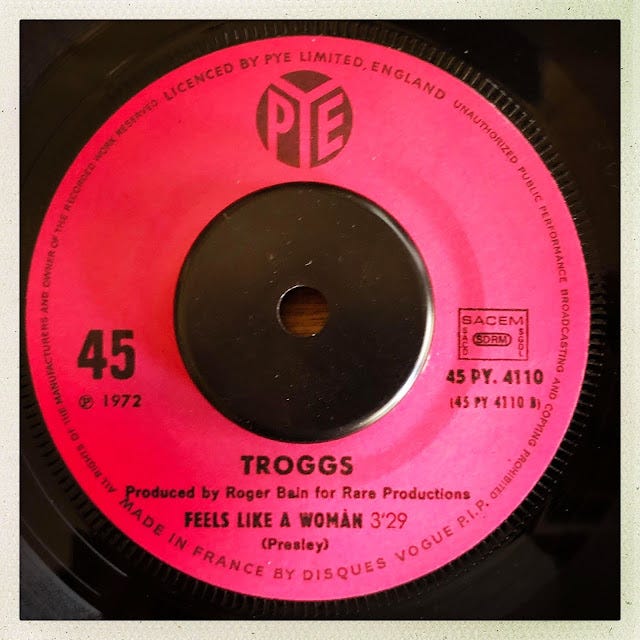 ALL RIGHTS OF THE MANUFACTURERS AND OWNER OF THE RECORDED WORK RESERVED. LICENCED BY PYE LIMITED, ENGLAND UNAUTHORIZED PUBLIC PERFORMANCE BROADCASTING AND COPYING PROHIBITED
PYE
45
Ⓟ 1972
SACEM
SACD SDRM SGDL
45 PY. 4110
(45 PY 4110 B)
TROGGS
Produced by Roger Bain for Rare Productions
FEELS LIKE A WOMAN 3'29
(Presley)
MADE IN FRANCE BY DISQUES VOGUE P.I.P.